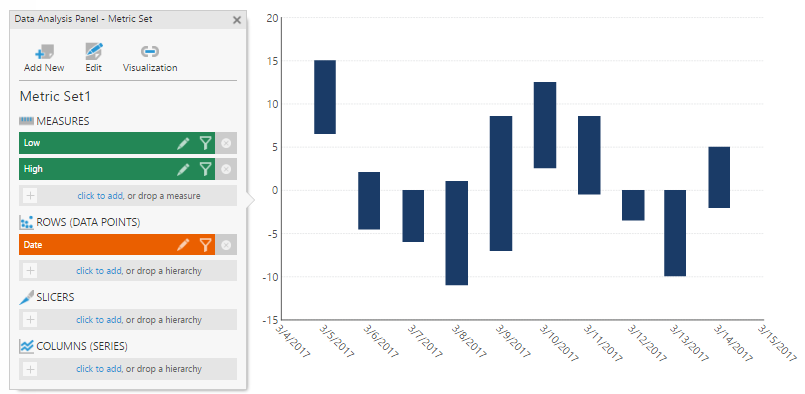 Data Analysis Panel - Metric Set
Add New
Edit
Visualization
Metric Set1
MEASURES
Low
High
click to add, or drop a measure
ROWS (DATA POINTS)
Date
click to add, or drop a hierarchy
SLICERS
click to add, or drop a hierarchy
COLUMNS (SERIES)
click to add, or drop a hierarchy
20
15
10
5
0
-5
-10
-15
3/4/2017
3/5/2017
3/6/2017
3/7/2017
3/8/2017
3/9/2017
3/10/2017
3/11/2017
3/12/2017
3/13/2017
3/14/2017
3/15/2017